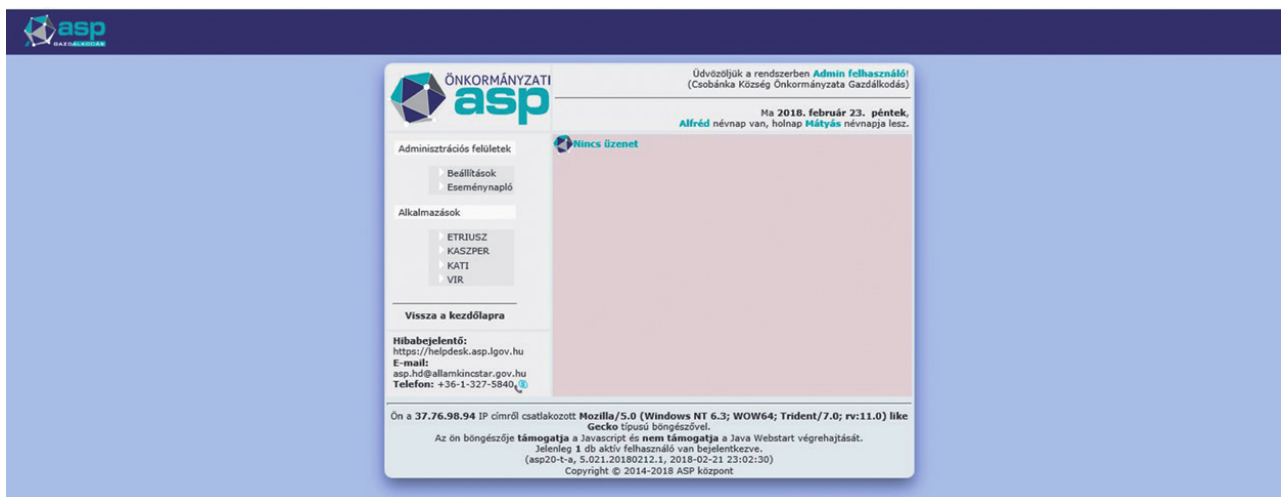 asp
GAZDÁLKODÁS
ÖNKORMÁNYZATI
asp
Üdvözöljük a rendszerben Admin felhasználó!
(Csobánka Község Önkormányzata Gazdálkodás)
Ma 2018. február 23. péntek,
Alfréd névnap van, holnap Mátyás névnapja lesz.
Adminisztrációs felületek
Beállítások
Eseménynapló
Alkalmazások
ETRIUSZ
KASZPER
KATI
VIR
Vissza a kezdőlapra
Nincs üzenet
Hibabejelentő:
https://helpdesk.asp.lgov.hu
E-mail:
asp.hd@allamkincstar.gov.hu
Telefon: +36-1-327-5840
Ön a 37.76.98.94 IP címről csatlakozott Mozilla/5.0 (Windows NT 6.3; WOW64; Trident/7.0; rv:11.0) like
Gecko típusú böngészővel.
Az ön böngészője támogatja a Javascript és nem támogatja a Java Webstart végrehajtását.
Jelenleg 1 db aktív felhasználó van bejelentkezve.
(asp20-t-a, 5.021.20180212.1, 2018-02-21 23:02:30)
Copyright © 2014-2018 ASP központ